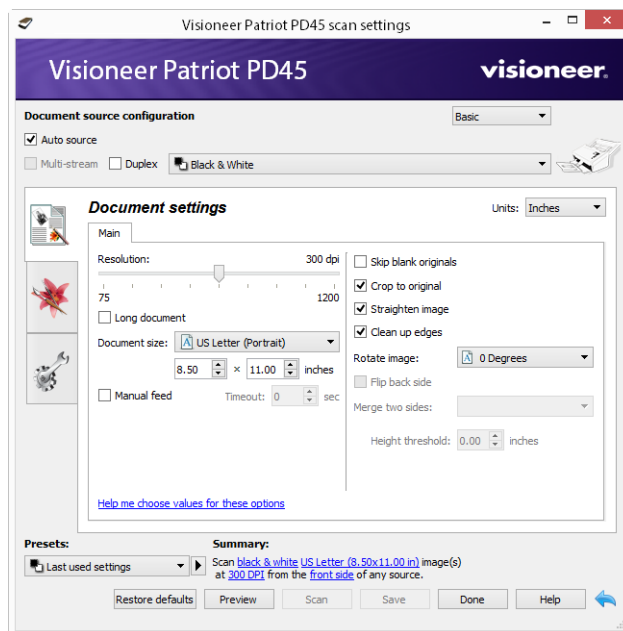 Visioneer Patriot PD45 scan settings
Visioneer Patriot PD45
visioneer.
Document source configuration
Basic
Auto source
Multi-stream Duplex Black & White
Document settings
Units: Inches
Main
Resolution: 300 dpi
75 1200
Long document
Document size: US Letter (Portrait)
8.50 × 11.00 inches
Manual feed Timeout: 0 sec
Skip blank originals
Crop to original
Straighten image
Clean up edges
Rotate image: 0 Degrees
Flip back side
Merge two sides:
Height threshold: 0.00 inches
Help me choose values for these options
Presets:
Last used settings
Summary:
Scan black & white US Letter (8.50x11.00 in) image(s)
at 300 DPI from the front side of any source.
Restore defaults Preview Scan Save Done Help